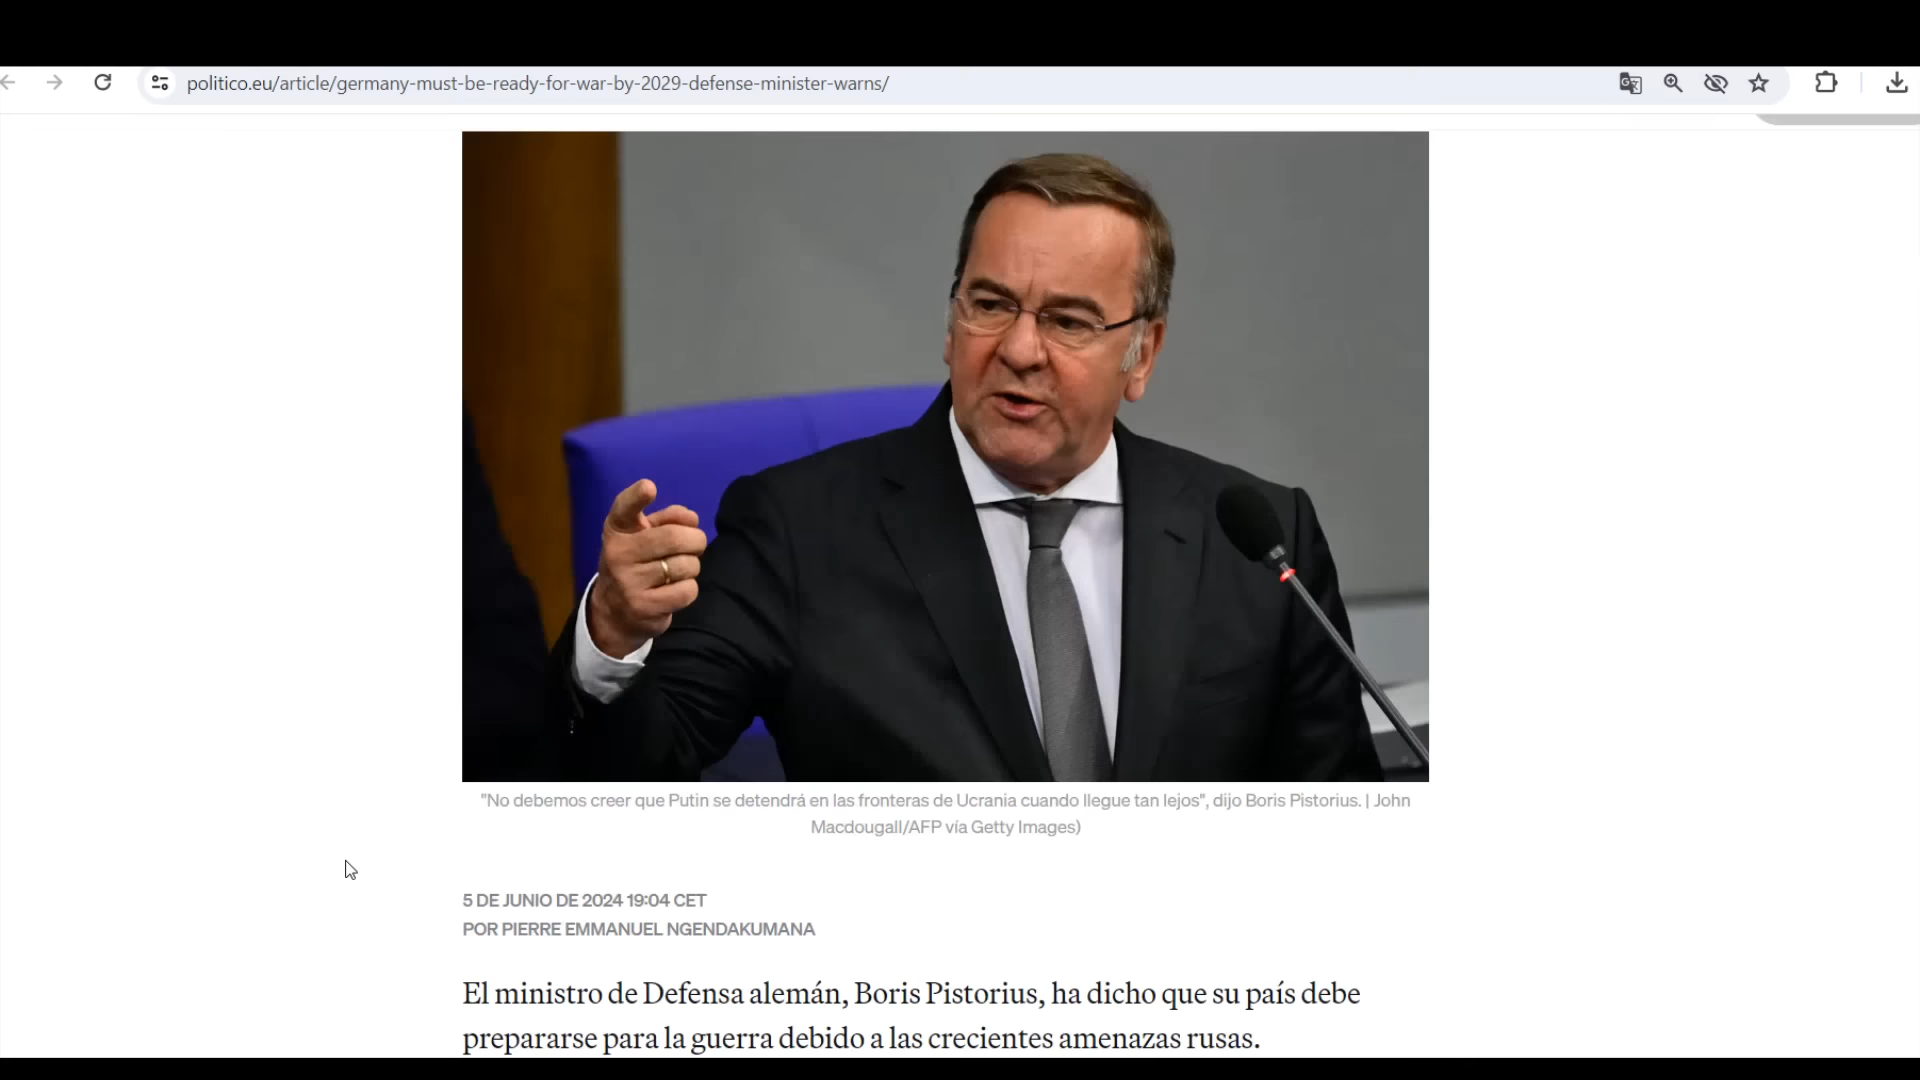 politico.eu/article/germany-must-be-ready-for-war-by-2029-defense-minister-warns/
"No debemos creer que Putin se detendrá en las fronteras de Ucrania cuando llegue tan lejos", dijo Boris Pistorius. | John
Macdougall/AFP vía Getty Images)
5 DE JUNIO DE 2024 19:04 CET
POR PIERRE EMMANUEL NGENDAKUMANA
El ministro de Defensa alemán, Boris Pistorius, ha dicho que su país debe
prepararse para la guerra debido a las crecientes amenazas rusas.